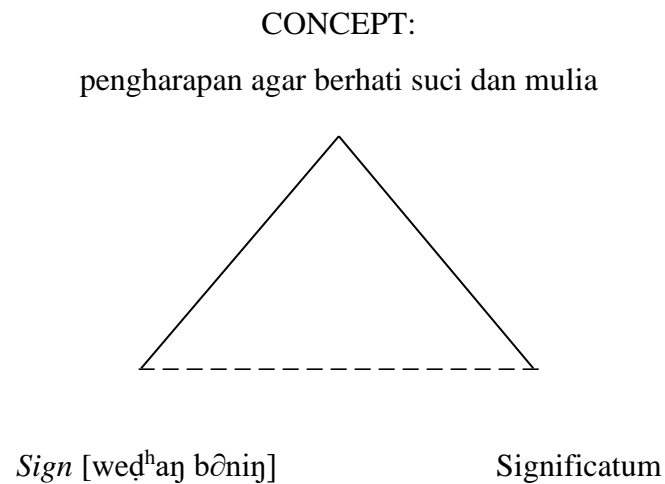 CONCEPT:
pengharapan agar berhati suci dan mulia
Sign [weḍʰaŋ b∂niŋ] Significatum